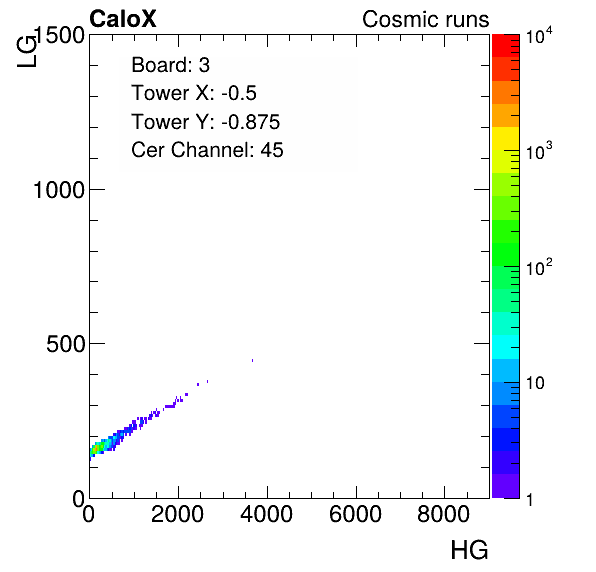 CaloX Cosmic runs
LG
1500
1000
500
0
Board: 3
Tower X: -0.5
Tower Y: -0.875
Cer Channel: 45
10^4
10^3
10^2
10
1
0 2000 4000 6000 8000
HG